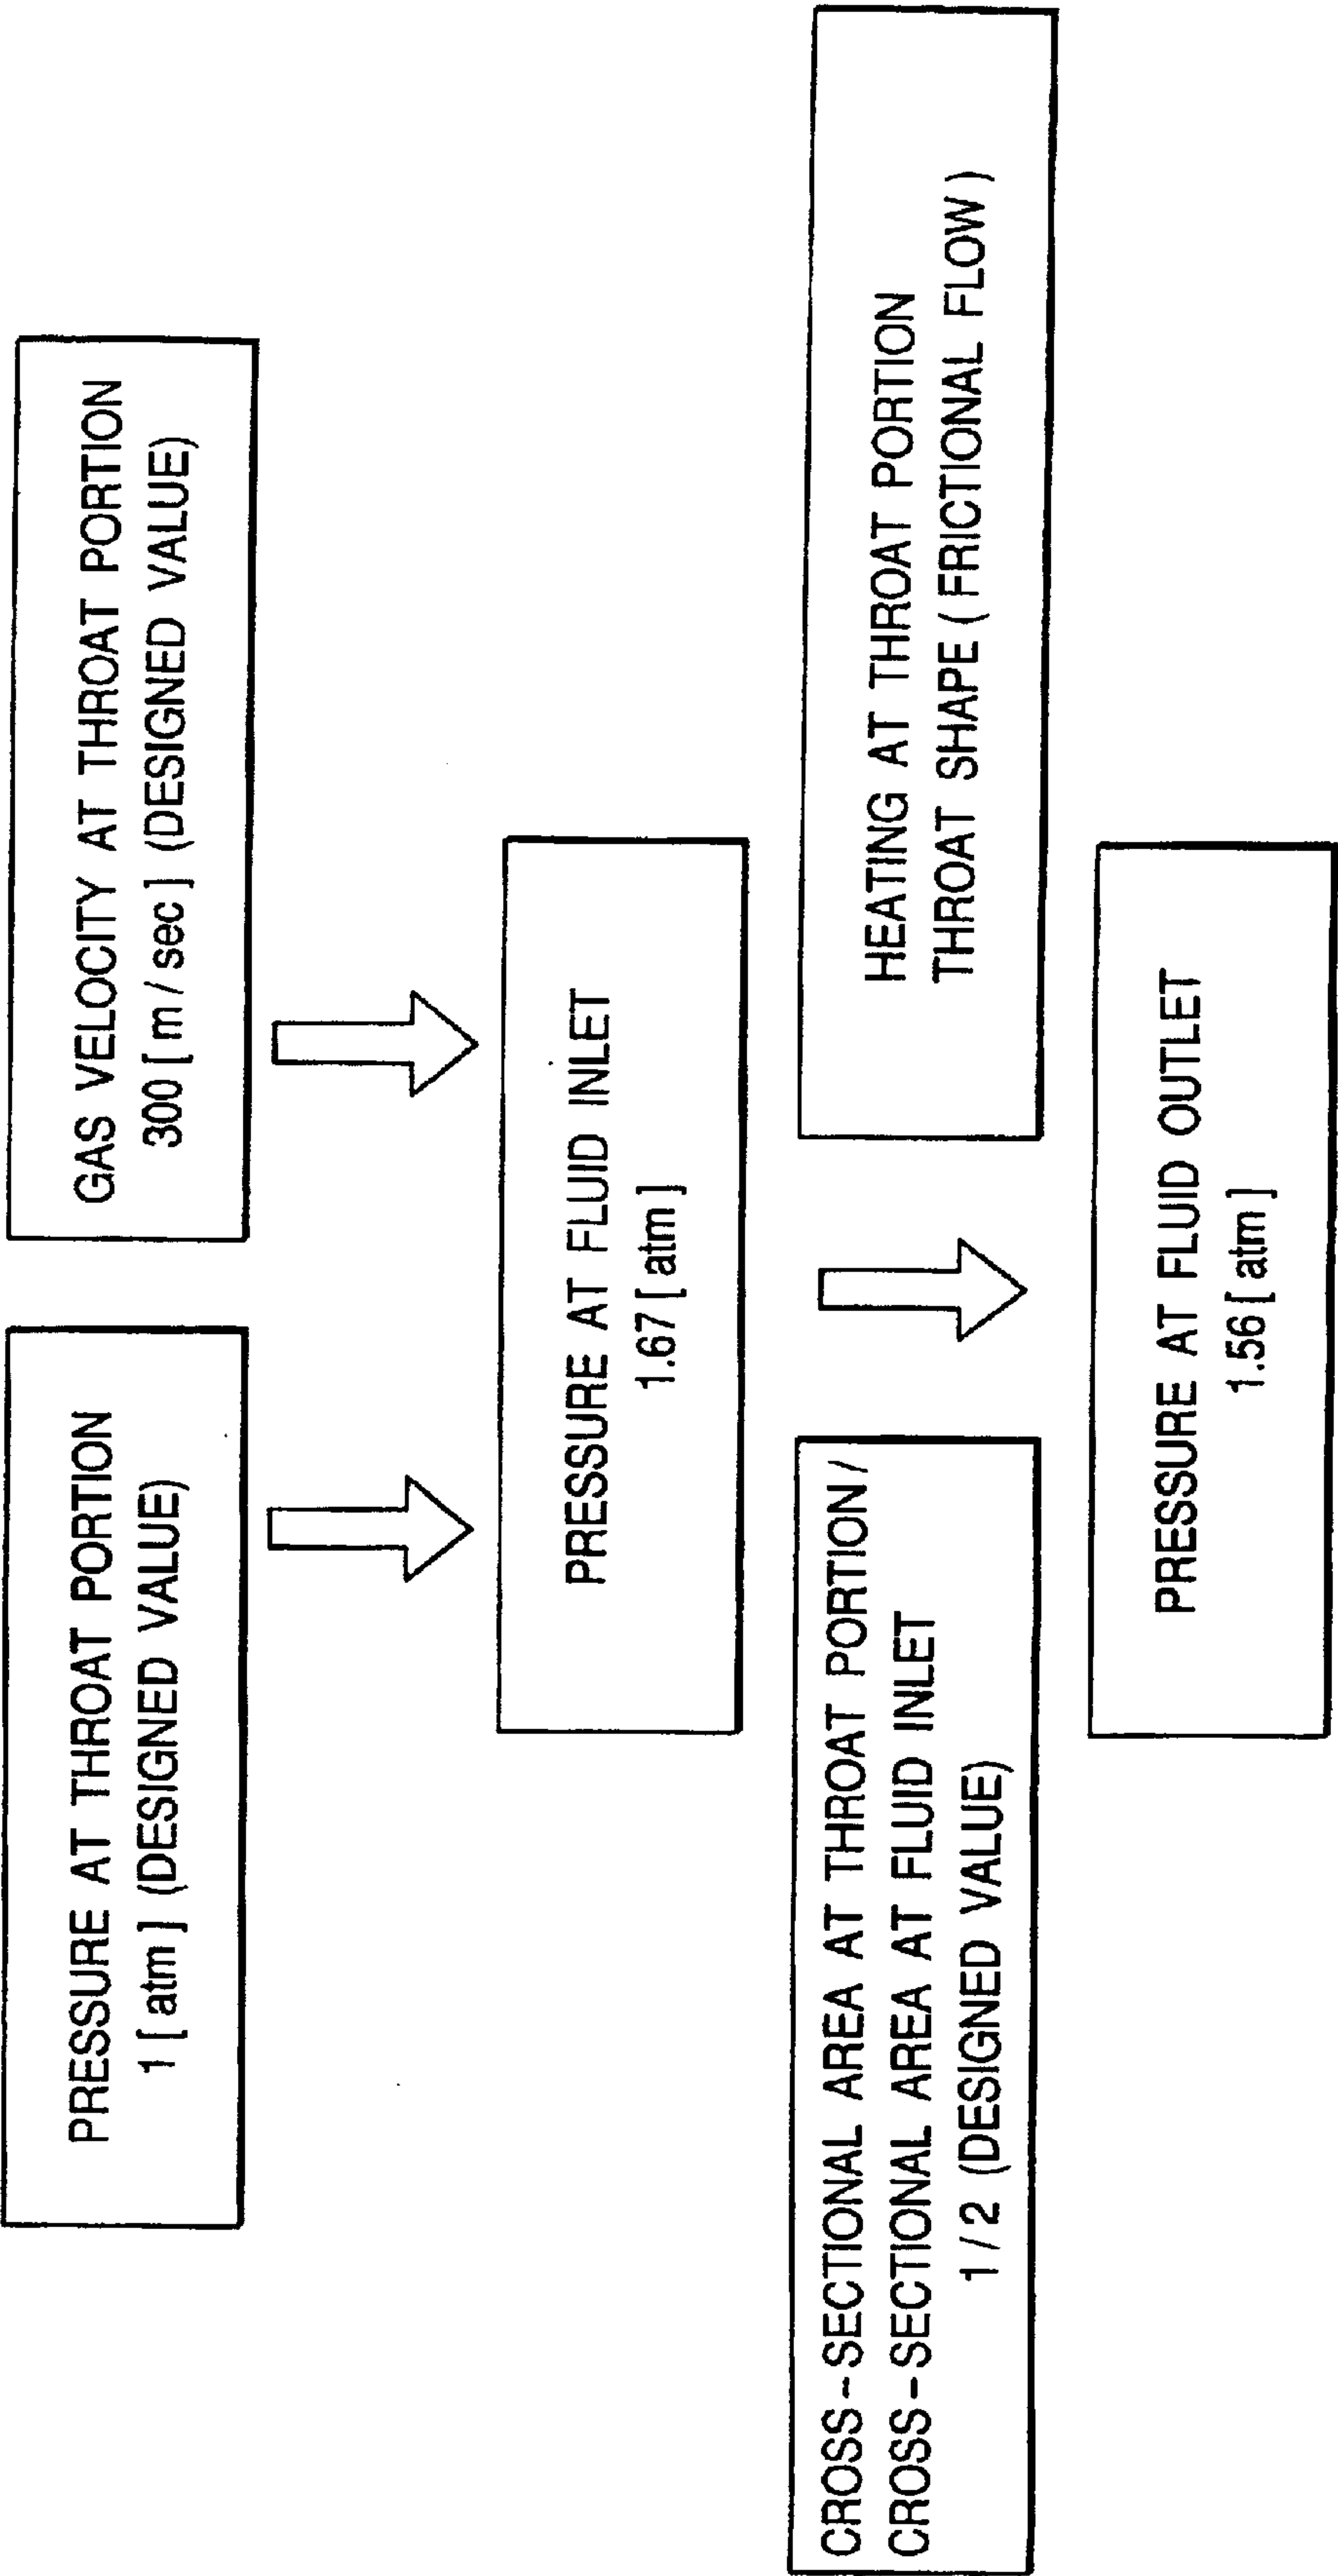 PRESSURE AT THROAT PORTION
1 [ atm ] (DESIGNED VALUE)
GAS VELOCITY AT THROAT PORTION
300 [ m / sec ] (DESIGNED VALUE)
PRESSURE AT FLUID INLET
1.67 [ atm ]
CROSS-SECTIONAL AREA AT THROAT PORTION /
CROSS-SECTIONAL AREA AT FLUID INLET
1 / 2 (DESIGNED VALUE)
HEATING AT THROAT PORTION
THROAT SHAPE ( FRICTIONAL FLOW )
PRESSURE AT FLUID OUTLET
1.56 [ atm ]